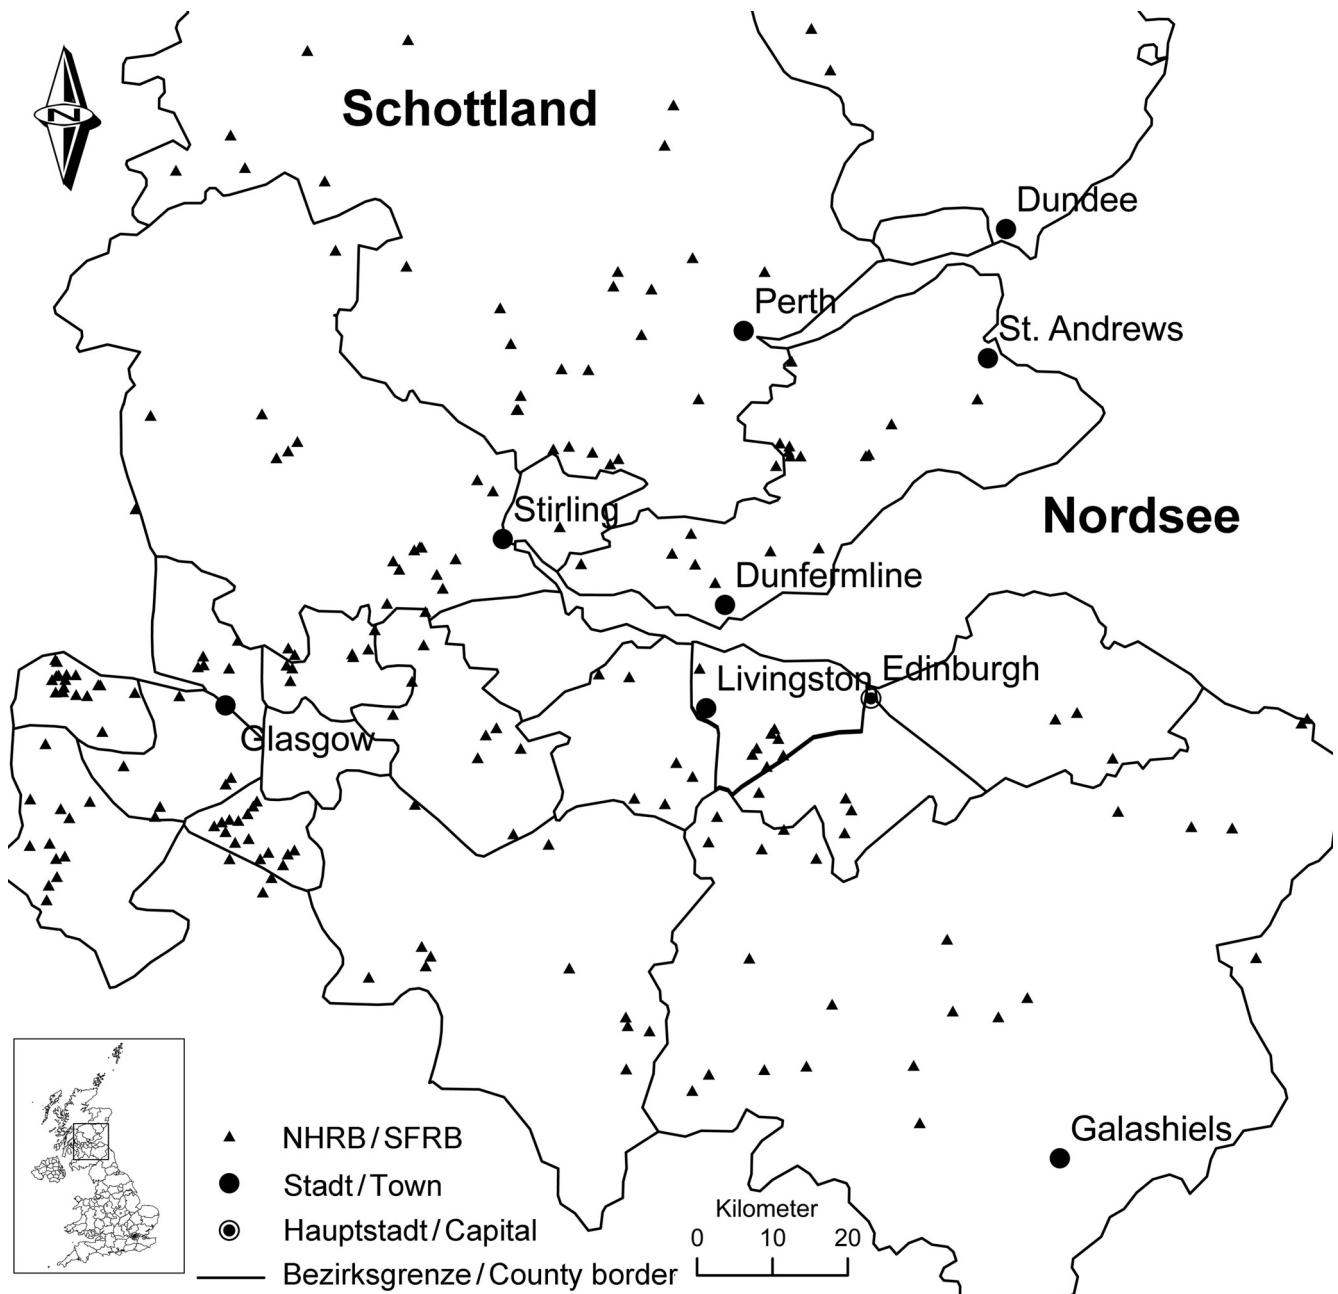 N
Schottland
Dundee
Perth
St. Andrews
Stirling
Nordsee
Dunfermline
Livingston
Edinburgh
Glasgow
Galashiels
NHRB/SFRB
Stadt/Town
Hauptstadt/Capital
Bezirksgrenze/County border
Kilometer
0 10 20